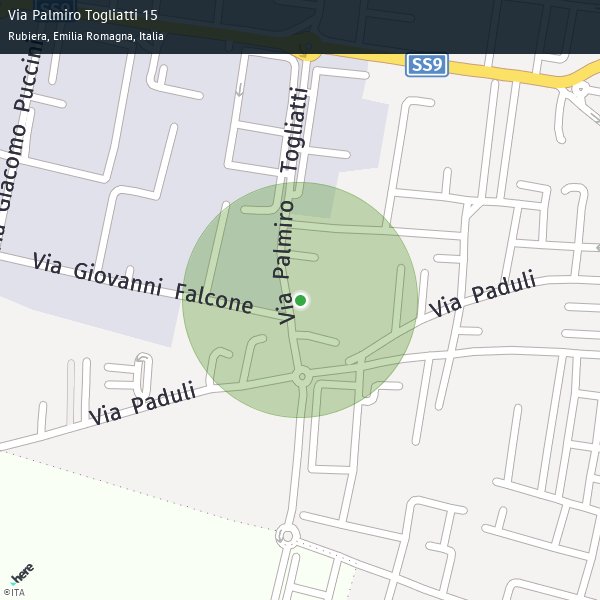 Via Palmiro Togliatti 15
Rubiera, Emilia Romagna, Italia
SS9
Via Giacomo Puccini
Via Palmiro Togliatti
Via Giovanni Falcone
Via Paduli
Via Paduli
here
©ITA